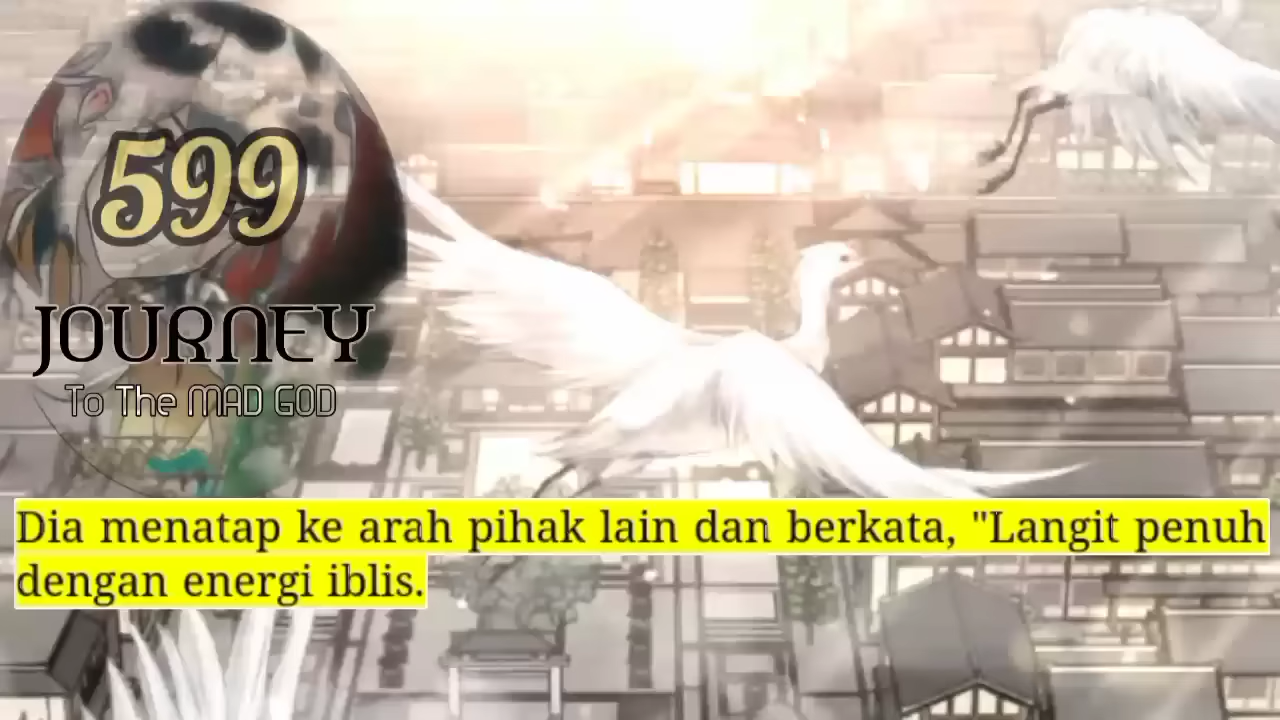 599
JOURNEY
To The MAD GOD
Dia menatap ke arah pihak lain dan berkata, "Langit penuh
dengan energi iblis.